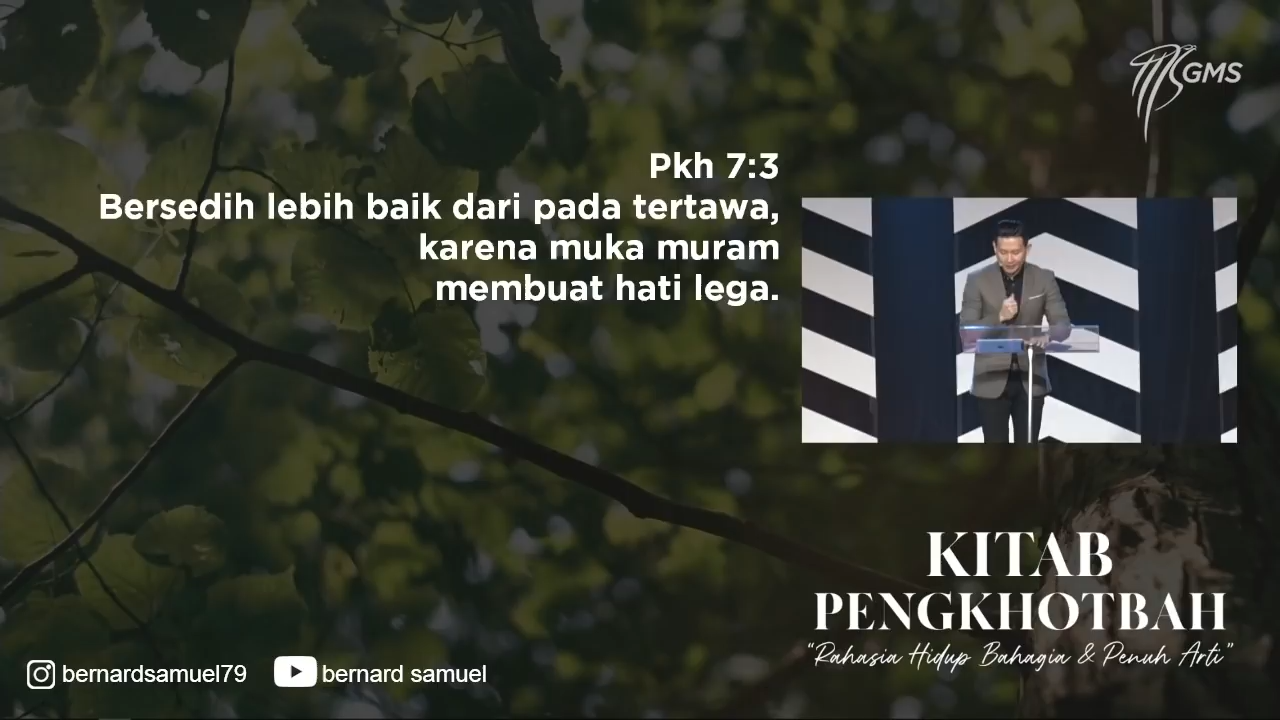 GMS
Pkh 7:3
Bersedih lebih baik dari pada tertawa,
karena muka muram
membuat hati lega.
KITAB
PENGKHOTBAH
“Rahasia Hidup Bahagia & Penuh Arti”
bernardsamuel79
bernard samuel